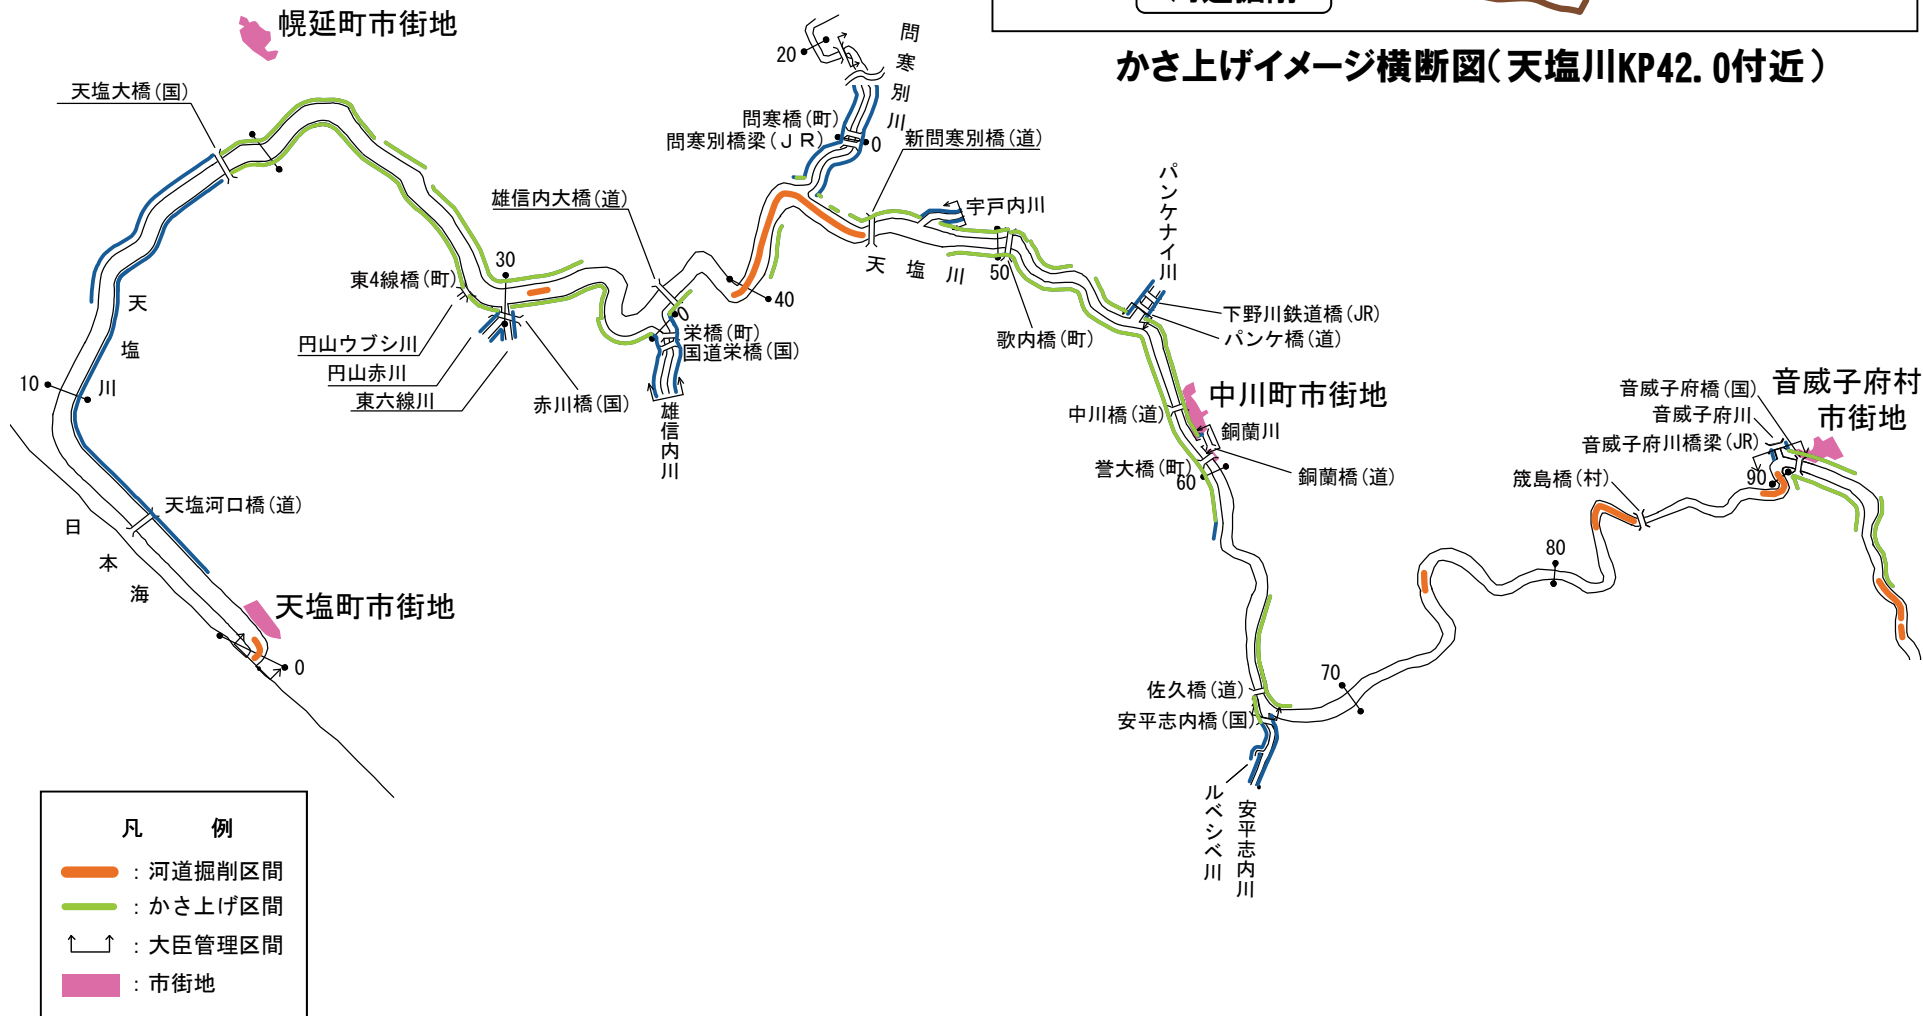 かさ上げイメージ横断図(天塩川KP42.0付近)
幌延町市街地
天塩大橋(国)
20
問寒別川
問寒橋(町)
問寒別橋梁(JR)
0
新問寒別橋(道)
雄信内大橋(道)
宇戸内川
パンケナイ川
天塩川
30
東4線橋(町)
40
50
下野川鉄道橋(JR)
パンケ橋(道)
歌内橋(町)
天塩川
円山ウブシ川
円山赤川
東六線川
赤川橋(国)
0
栄橋(町)
国道栄橋(国)
雄信内川
10
中川町市街地
中川橋(道)
銅蘭川
誉大橋(町)
銅蘭橋(道)
60
音威子府橋(国)
音威子府川
音威子府川橋梁(JR)
音威子府村
市街地
90
筬島橋(村)
天塩河口橋(道)
日本海
天塩町市街地
0
80
70
佐久橋(道)
安平志内橋(国)
ルベシベ川
安平志内川
凡 例
:河道掘削区間
:かさ上げ区間
:大臣管理区間
:市街地